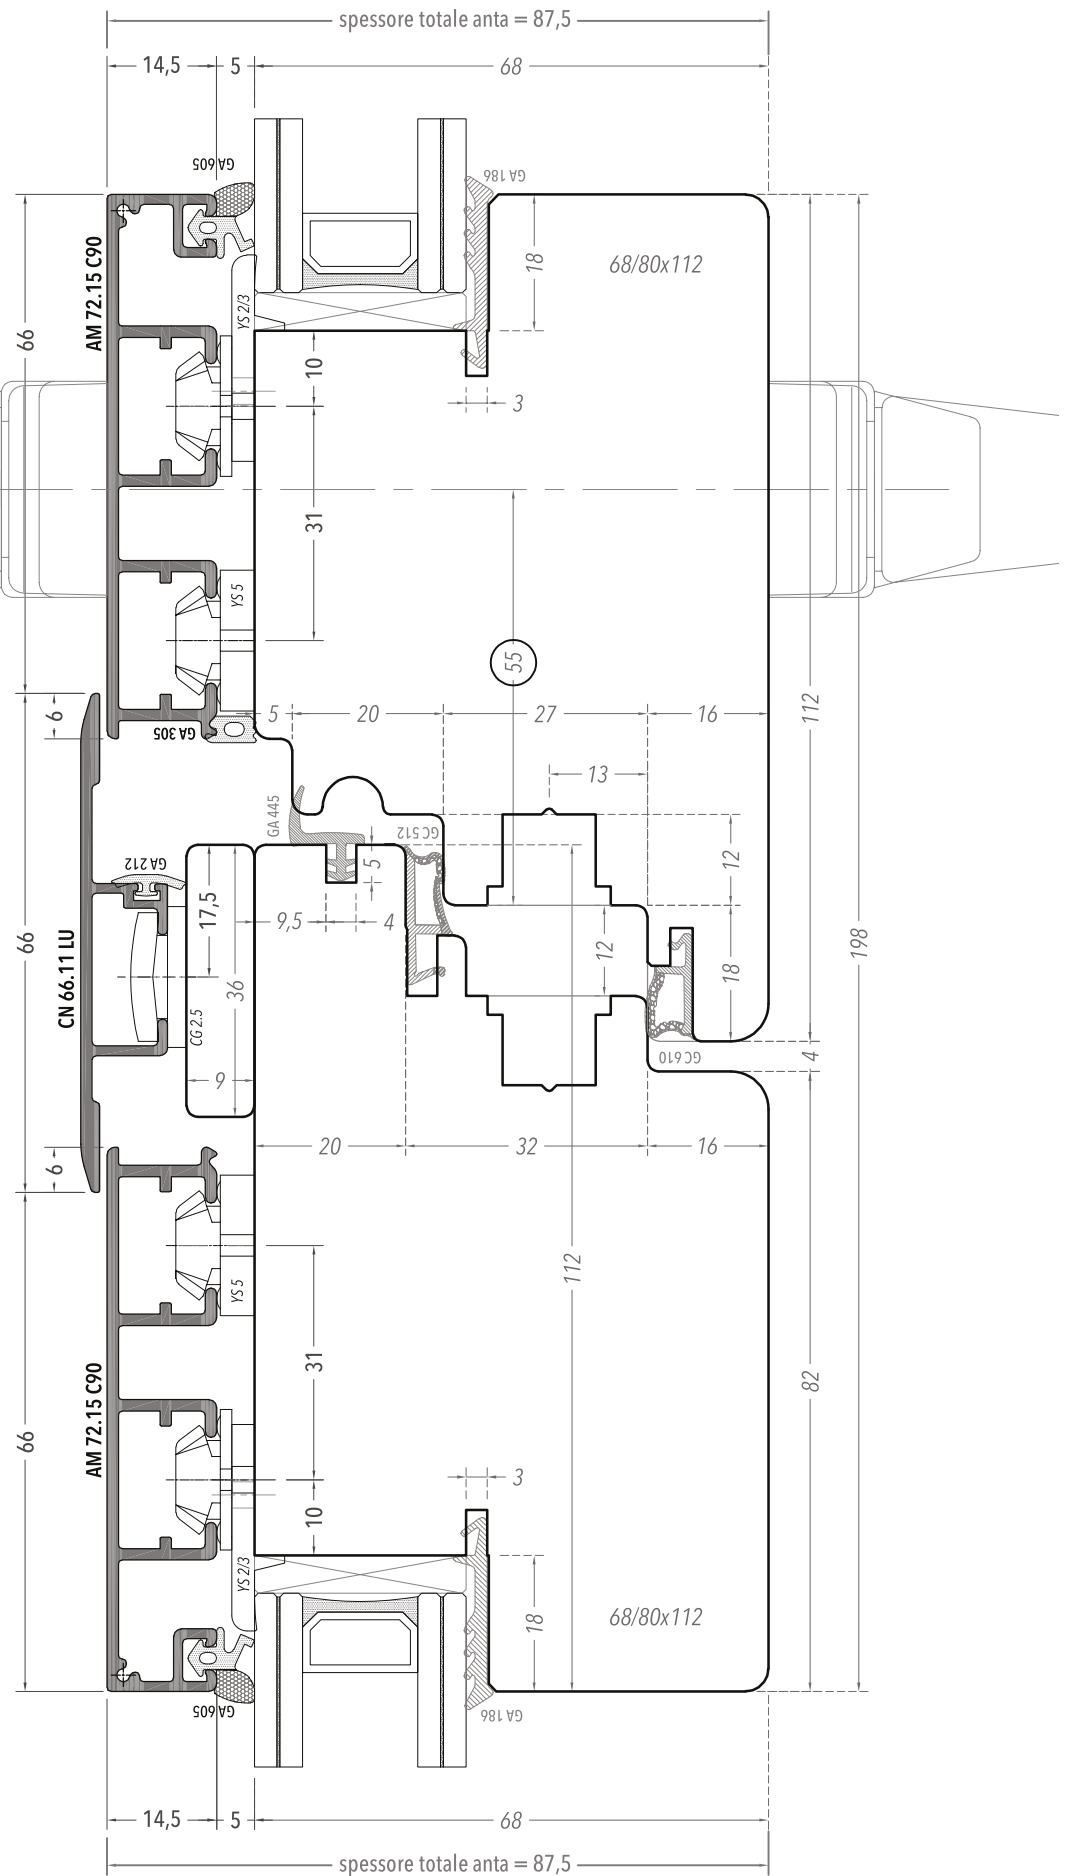 spessore totale anta = 87,5
14,5
5
68
GA 605
GA 186
AM 72.15 C90
YS 2/3
18
68/80x112
66
10
3
31
YS 5
55
6
GA 305
5
20
27
16
112
13
GA 445
GC 512
5
12
GA 212
17,5
9,5
4
CN 66.11 LU
66
36
12
18
198
CG 2.5
GC 610
4
9
20
32
16
6
112
YS 5
31
82
AM 72.15 C90
66
3
10
YS 2/3
18
68/80x112
GA 605
GA 186
14,5
5
68
spessore totale anta = 87,5